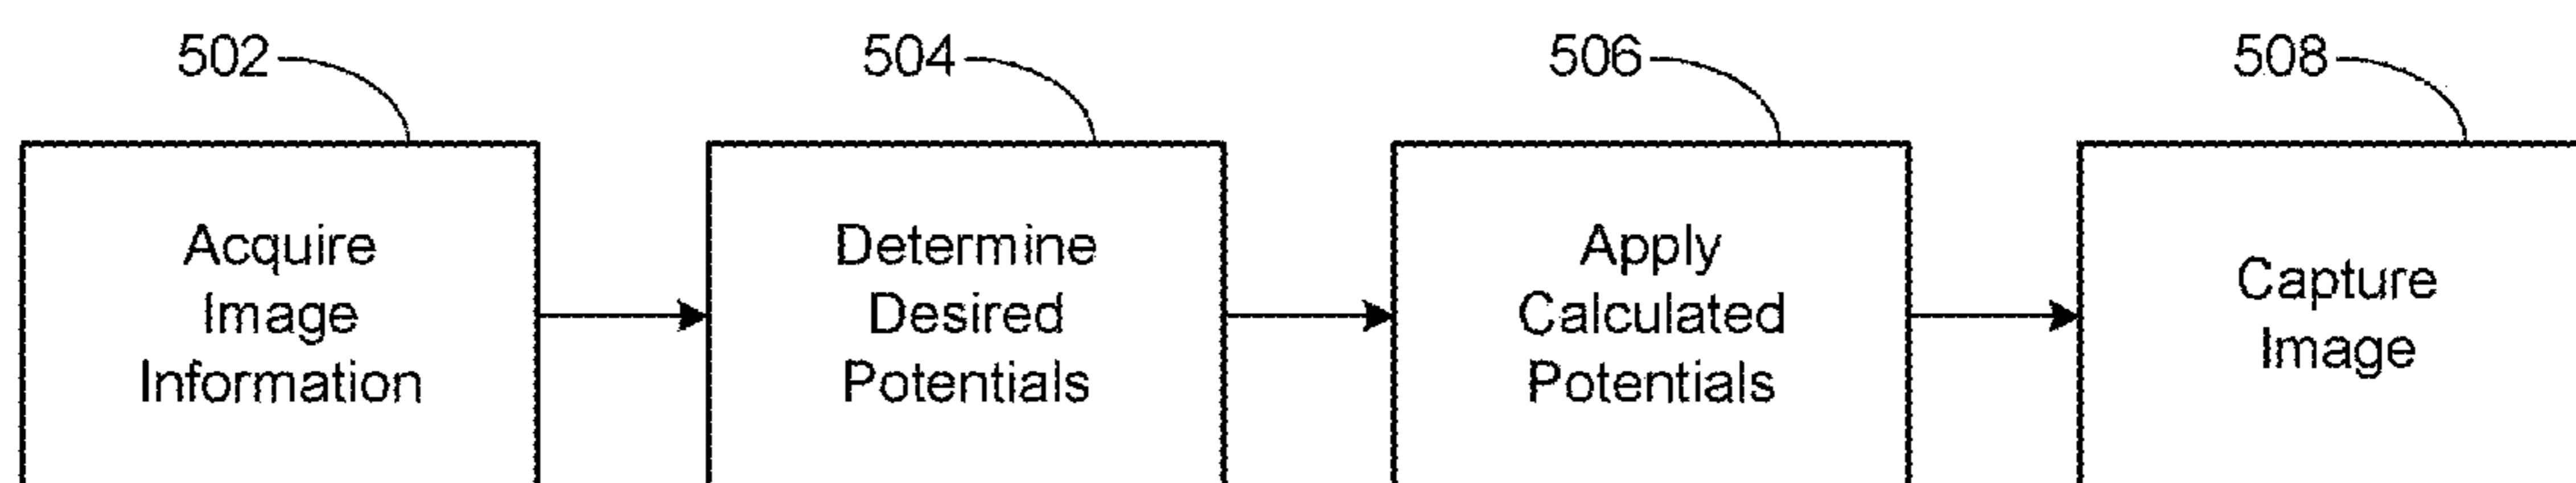 502
504
506
508
Acquire
Image
Information
Determine
Desired
Potentials
Apply
Calculated
Potentials
Capture
Image